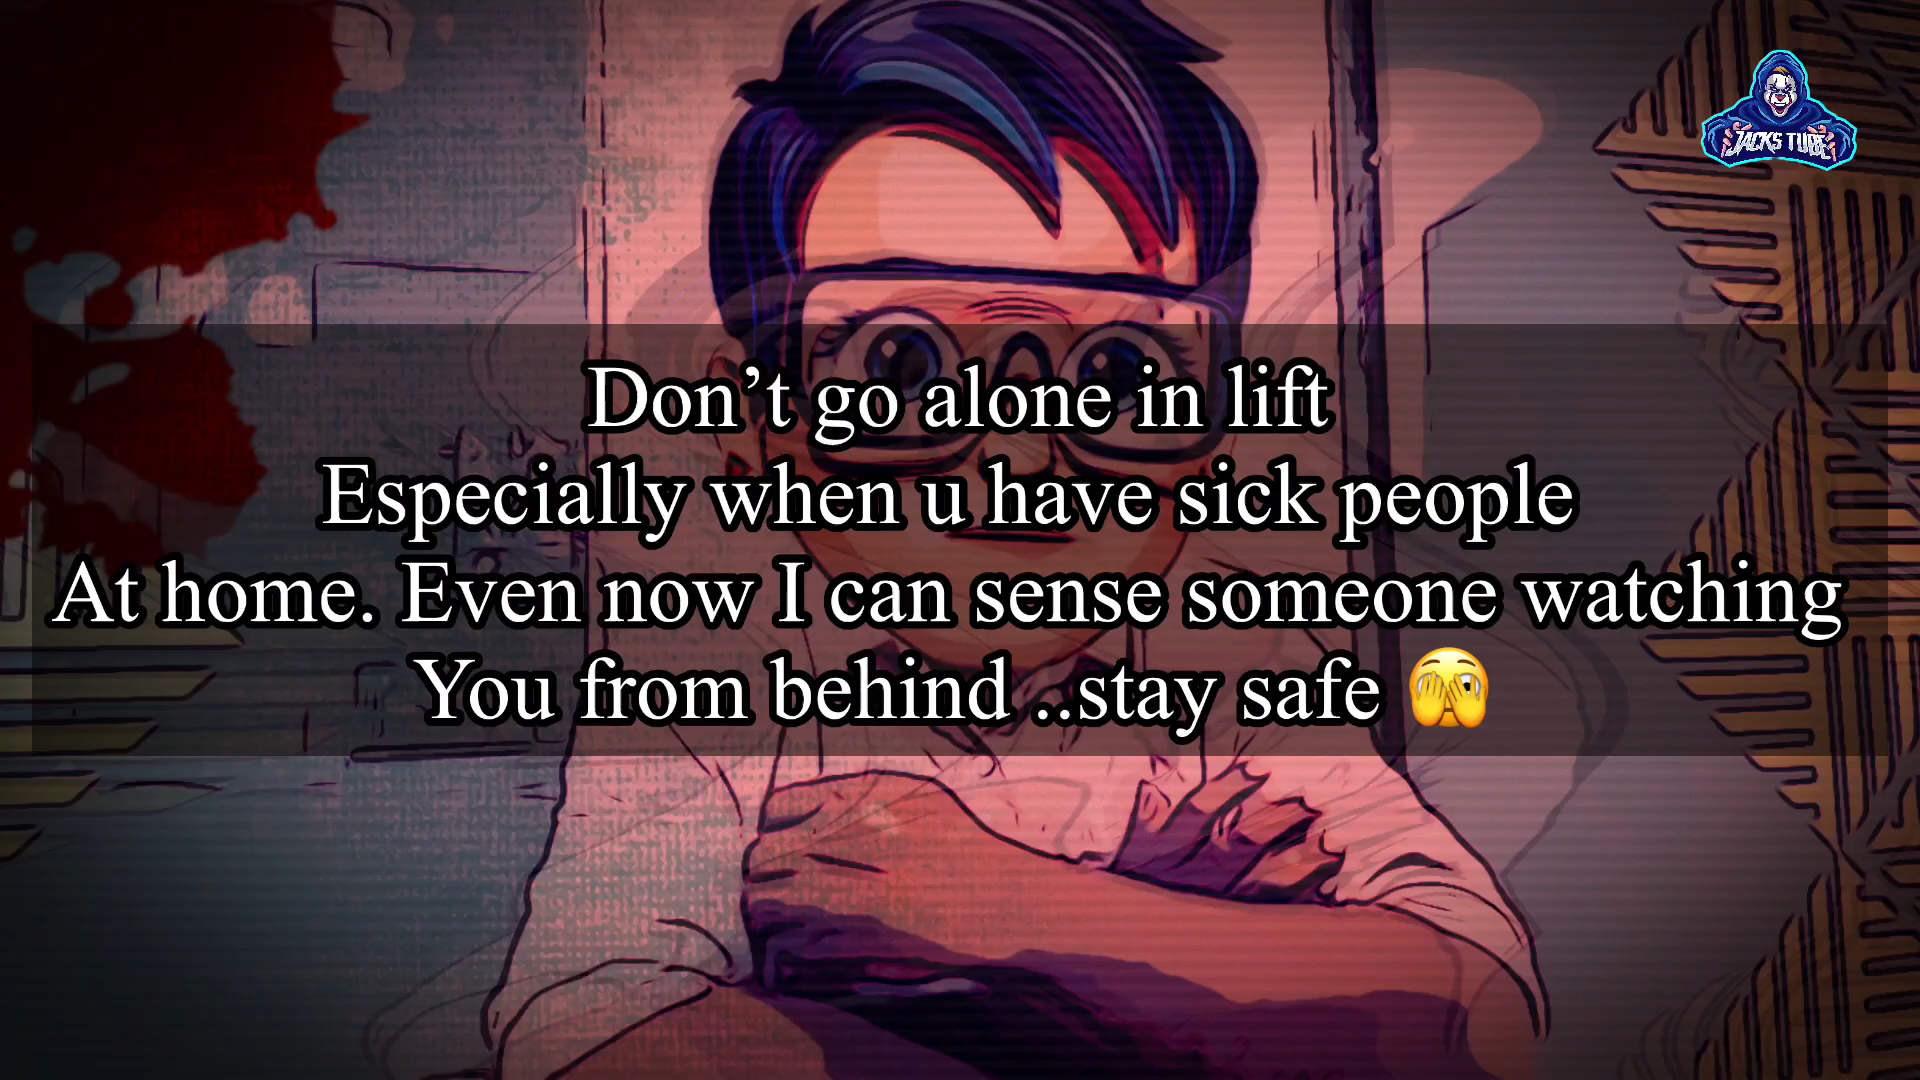 JACKS TUBE
Don’t go alone in lift
Especially when u have sick people
At home. Even now I can sense someone watching
You from behind ..stay safe 🫣